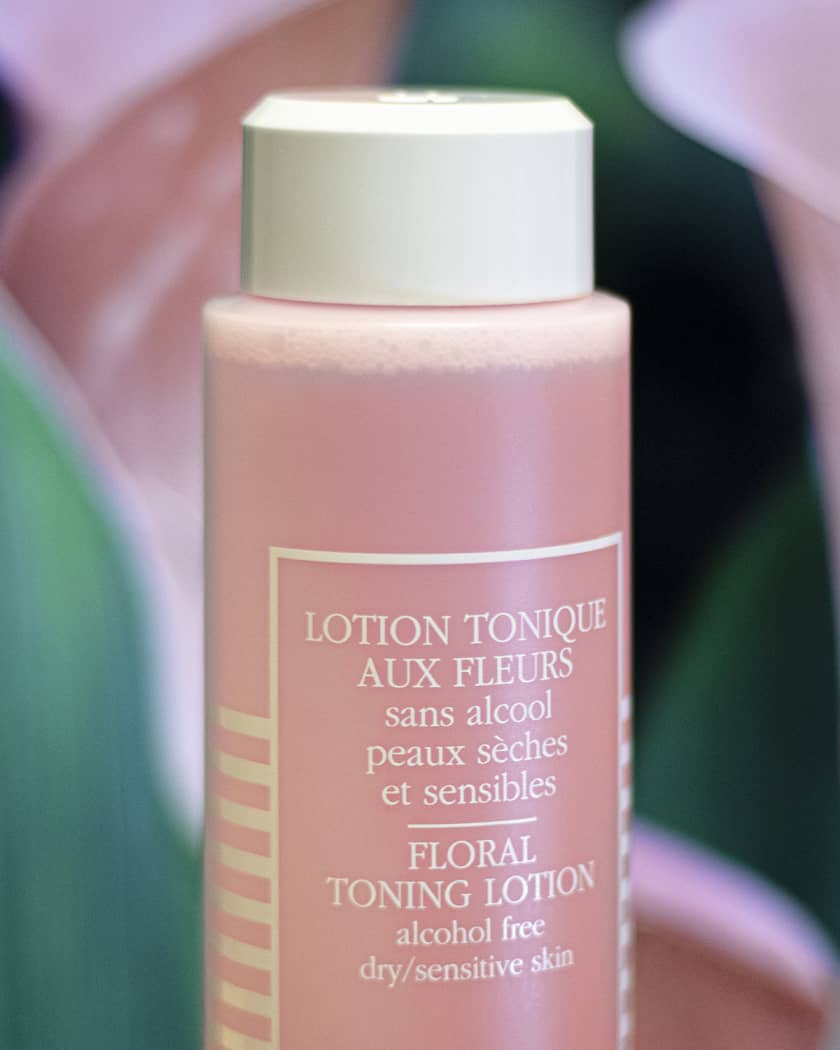 LOTION TONIQUE
AUX FLEURS
sans alcool
peaux sèches
et sensibles
FLORAL
TONING LOTION
alcohol free
dry/sensitive skin